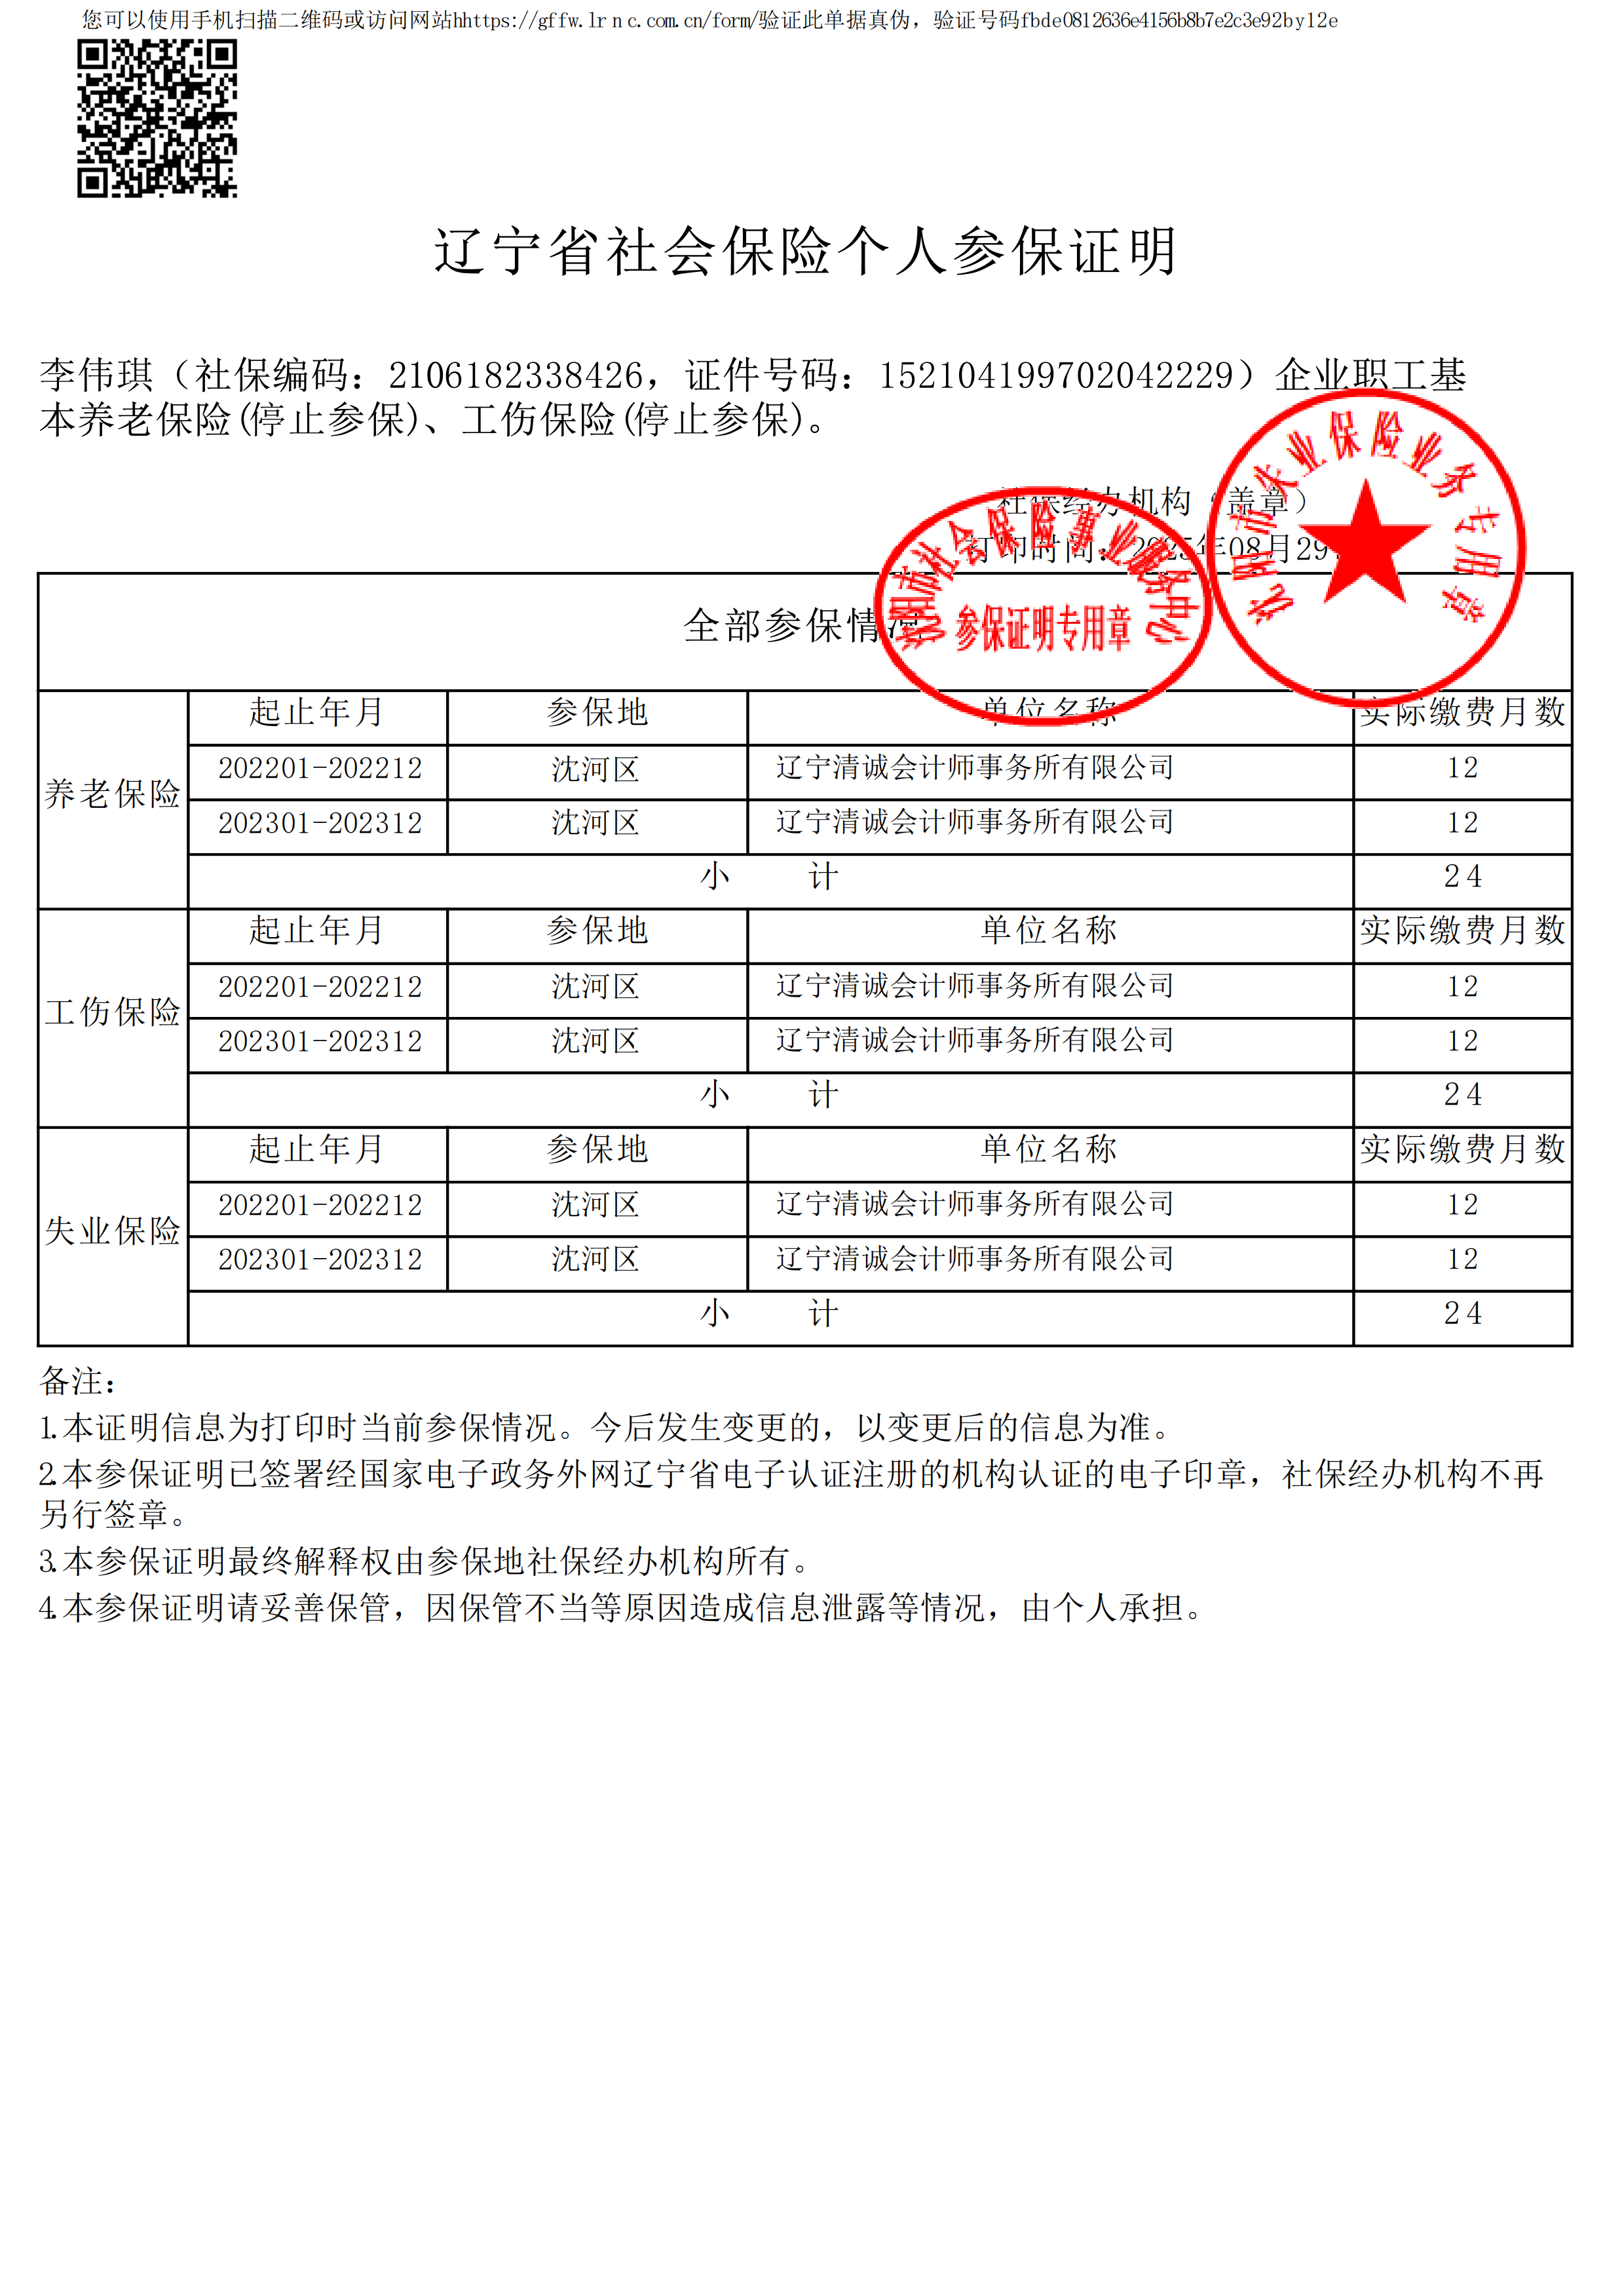 您可以使用手机扫描二维码或访问网站hhttps://gffw.lr n c.com.cn/form/验证此单据真伪，验证号码fbde0812636e4156b8b7e2c3e92by12e
辽宁省社会保险个人参保证明
李伟琪（社保编码：2106182338426，证件号码：152104199702042229）企业职工基
本养老保险(停止参保)、工伤保险(停止参保)。
社保经办机构（盖章）
打印时间：2025年08月29
沈阳市社会保险事业服务中心
参保证明专用章
沈阳市失业保险业务专用章
全部参保情况
养老保险
起止年月 参保地 单位名称 实际缴费月数
202201-202212 沈河区 辽宁清诚会计师事务所有限公司 12
202301-202312 沈河区 辽宁清诚会计师事务所有限公司 12
小 计 24
工伤保险
起止年月 参保地 单位名称 实际缴费月数
202201-202212 沈河区 辽宁清诚会计师事务所有限公司 12
202301-202312 沈河区 辽宁清诚会计师事务所有限公司 12
小 计 24
失业保险
起止年月 参保地 单位名称 实际缴费月数
202201-202212 沈河区 辽宁清诚会计师事务所有限公司 12
202301-202312 沈河区 辽宁清诚会计师事务所有限公司 12
小 计 24
备注：
1.本证明信息为打印时当前参保情况。今后发生变更的，以变更后的信息为准。
2.本参保证明已签署经国家电子政务外网辽宁省电子认证注册的机构认证的电子印章，社保经办机构不再
另行签章。
3.本参保证明最终解释权由参保地社保经办机构所有。
4.本参保证明请妥善保管，因保管不当等原因造成信息泄露等情况，由个人承担。